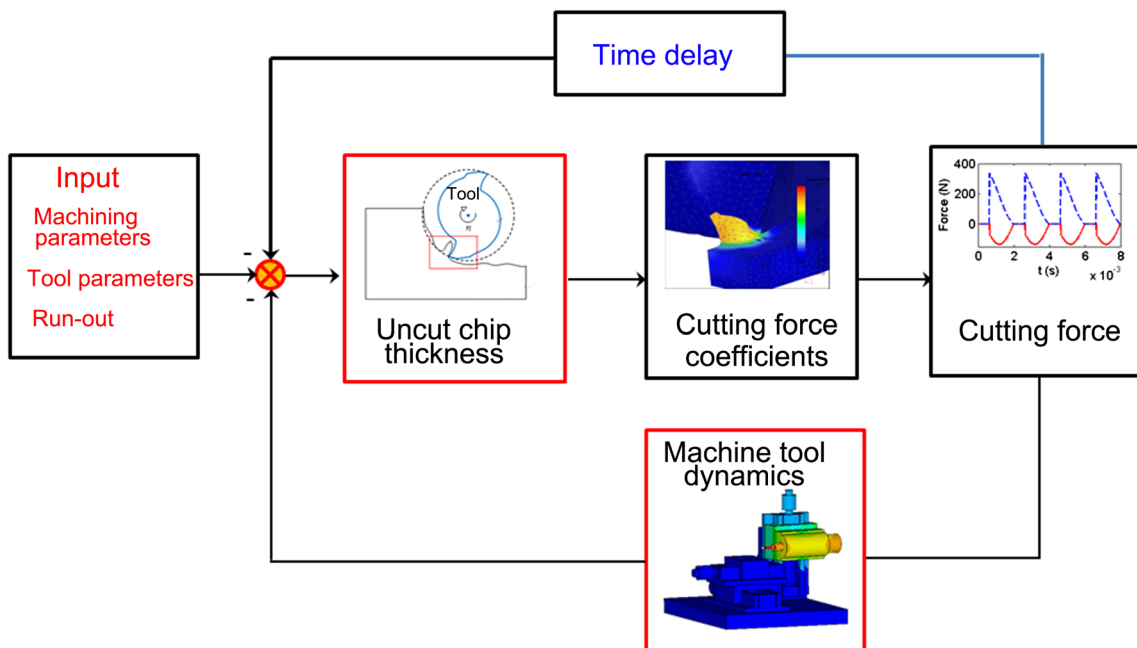 Time delay
Input
Machining
parameters
Tool parameters
Run-out
-
-
Tool
Uncut chip
thickness
Cutting force
coefficients
Force (N)
400
200
0
0 2 4 6 8
t (s)
x 10⁻³
Cutting force
Machine tool
dynamics